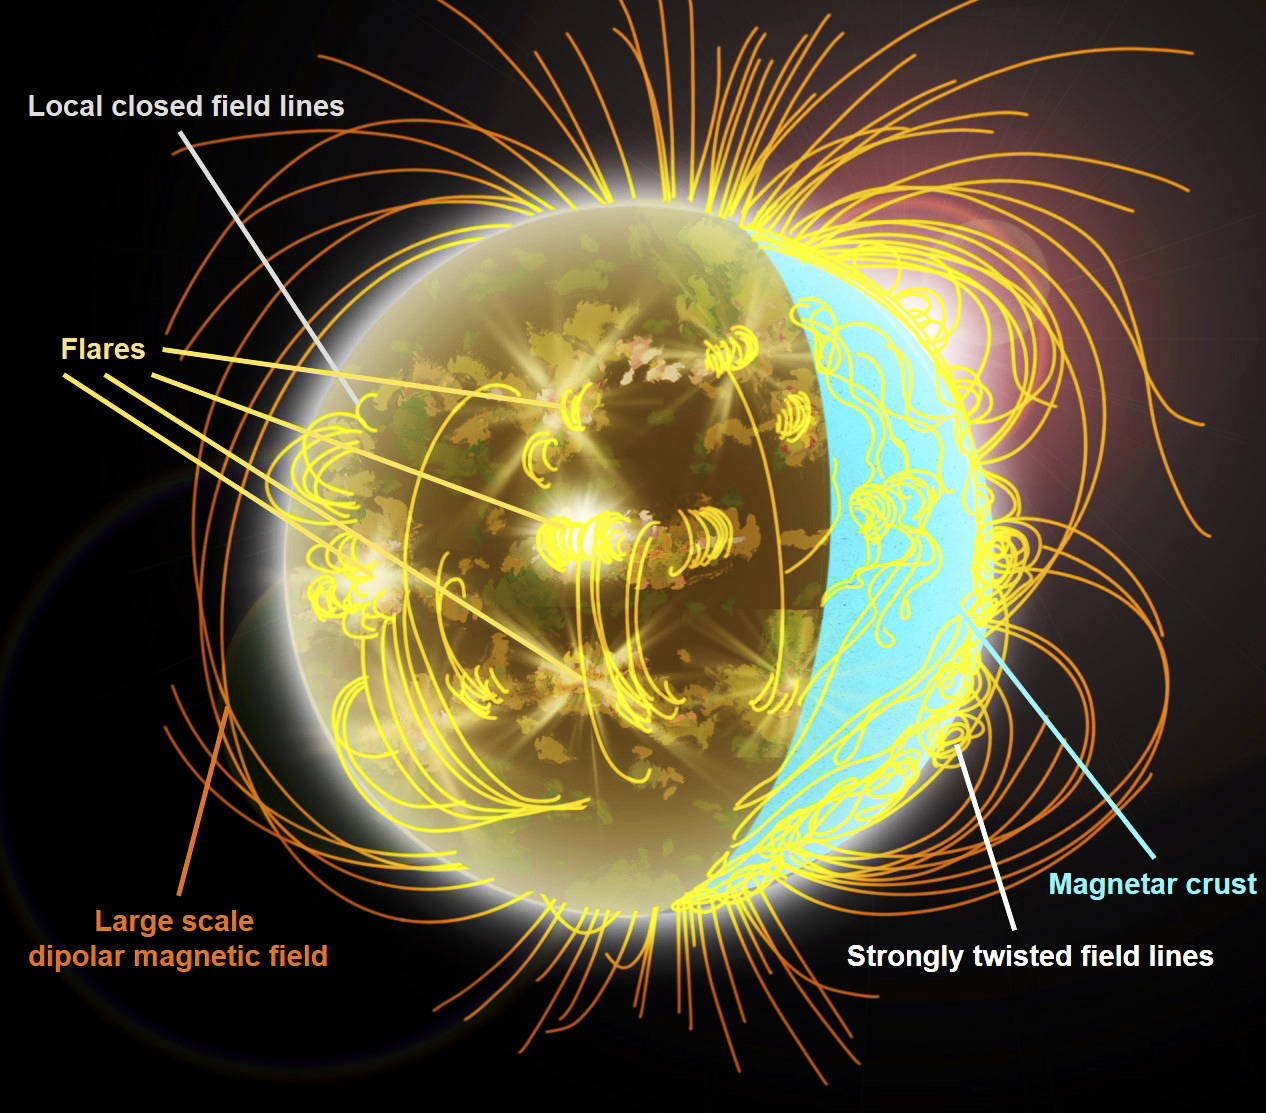 Local closed field lines
Flares
Large scale
dipolar magnetic field
Magnetar crust
Strongly twisted field lines